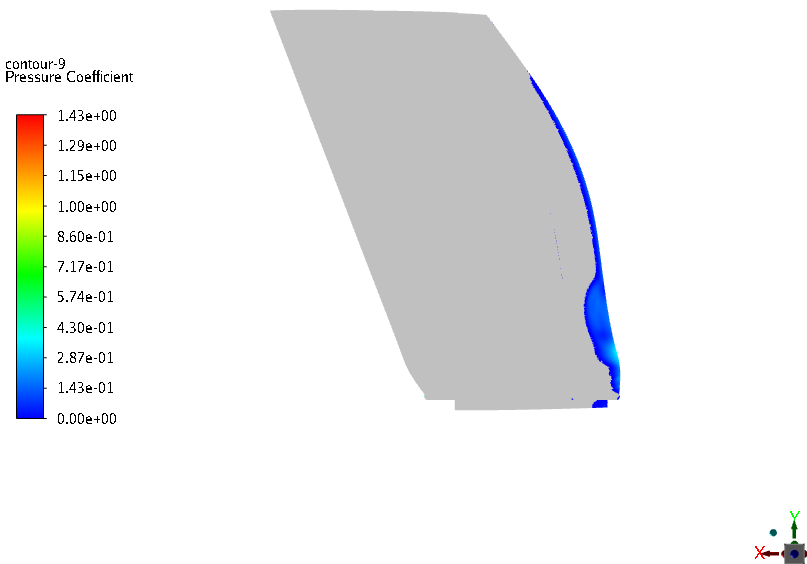 contour-9
Pressure Coefficient
1.43e+00
1.29e+00
1.15e+00
1.00e+00
8.60e-01
7.17e-01
5.74e-01
4.30e-01
2.87e-01
1.43e-01
0.00e+00
Y
X